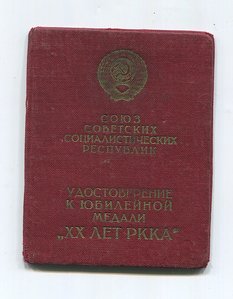 СОЮЗ
СОВЕТСКИХ
СОЦИАЛИСТИЧЕСКИХ
РЕСПУБЛИК
УДОСТОВЕРЕНИЕ
К ЮБИЛЕЙНОЙ
МЕДАЛИ
„XX ЛЕТ РККА"